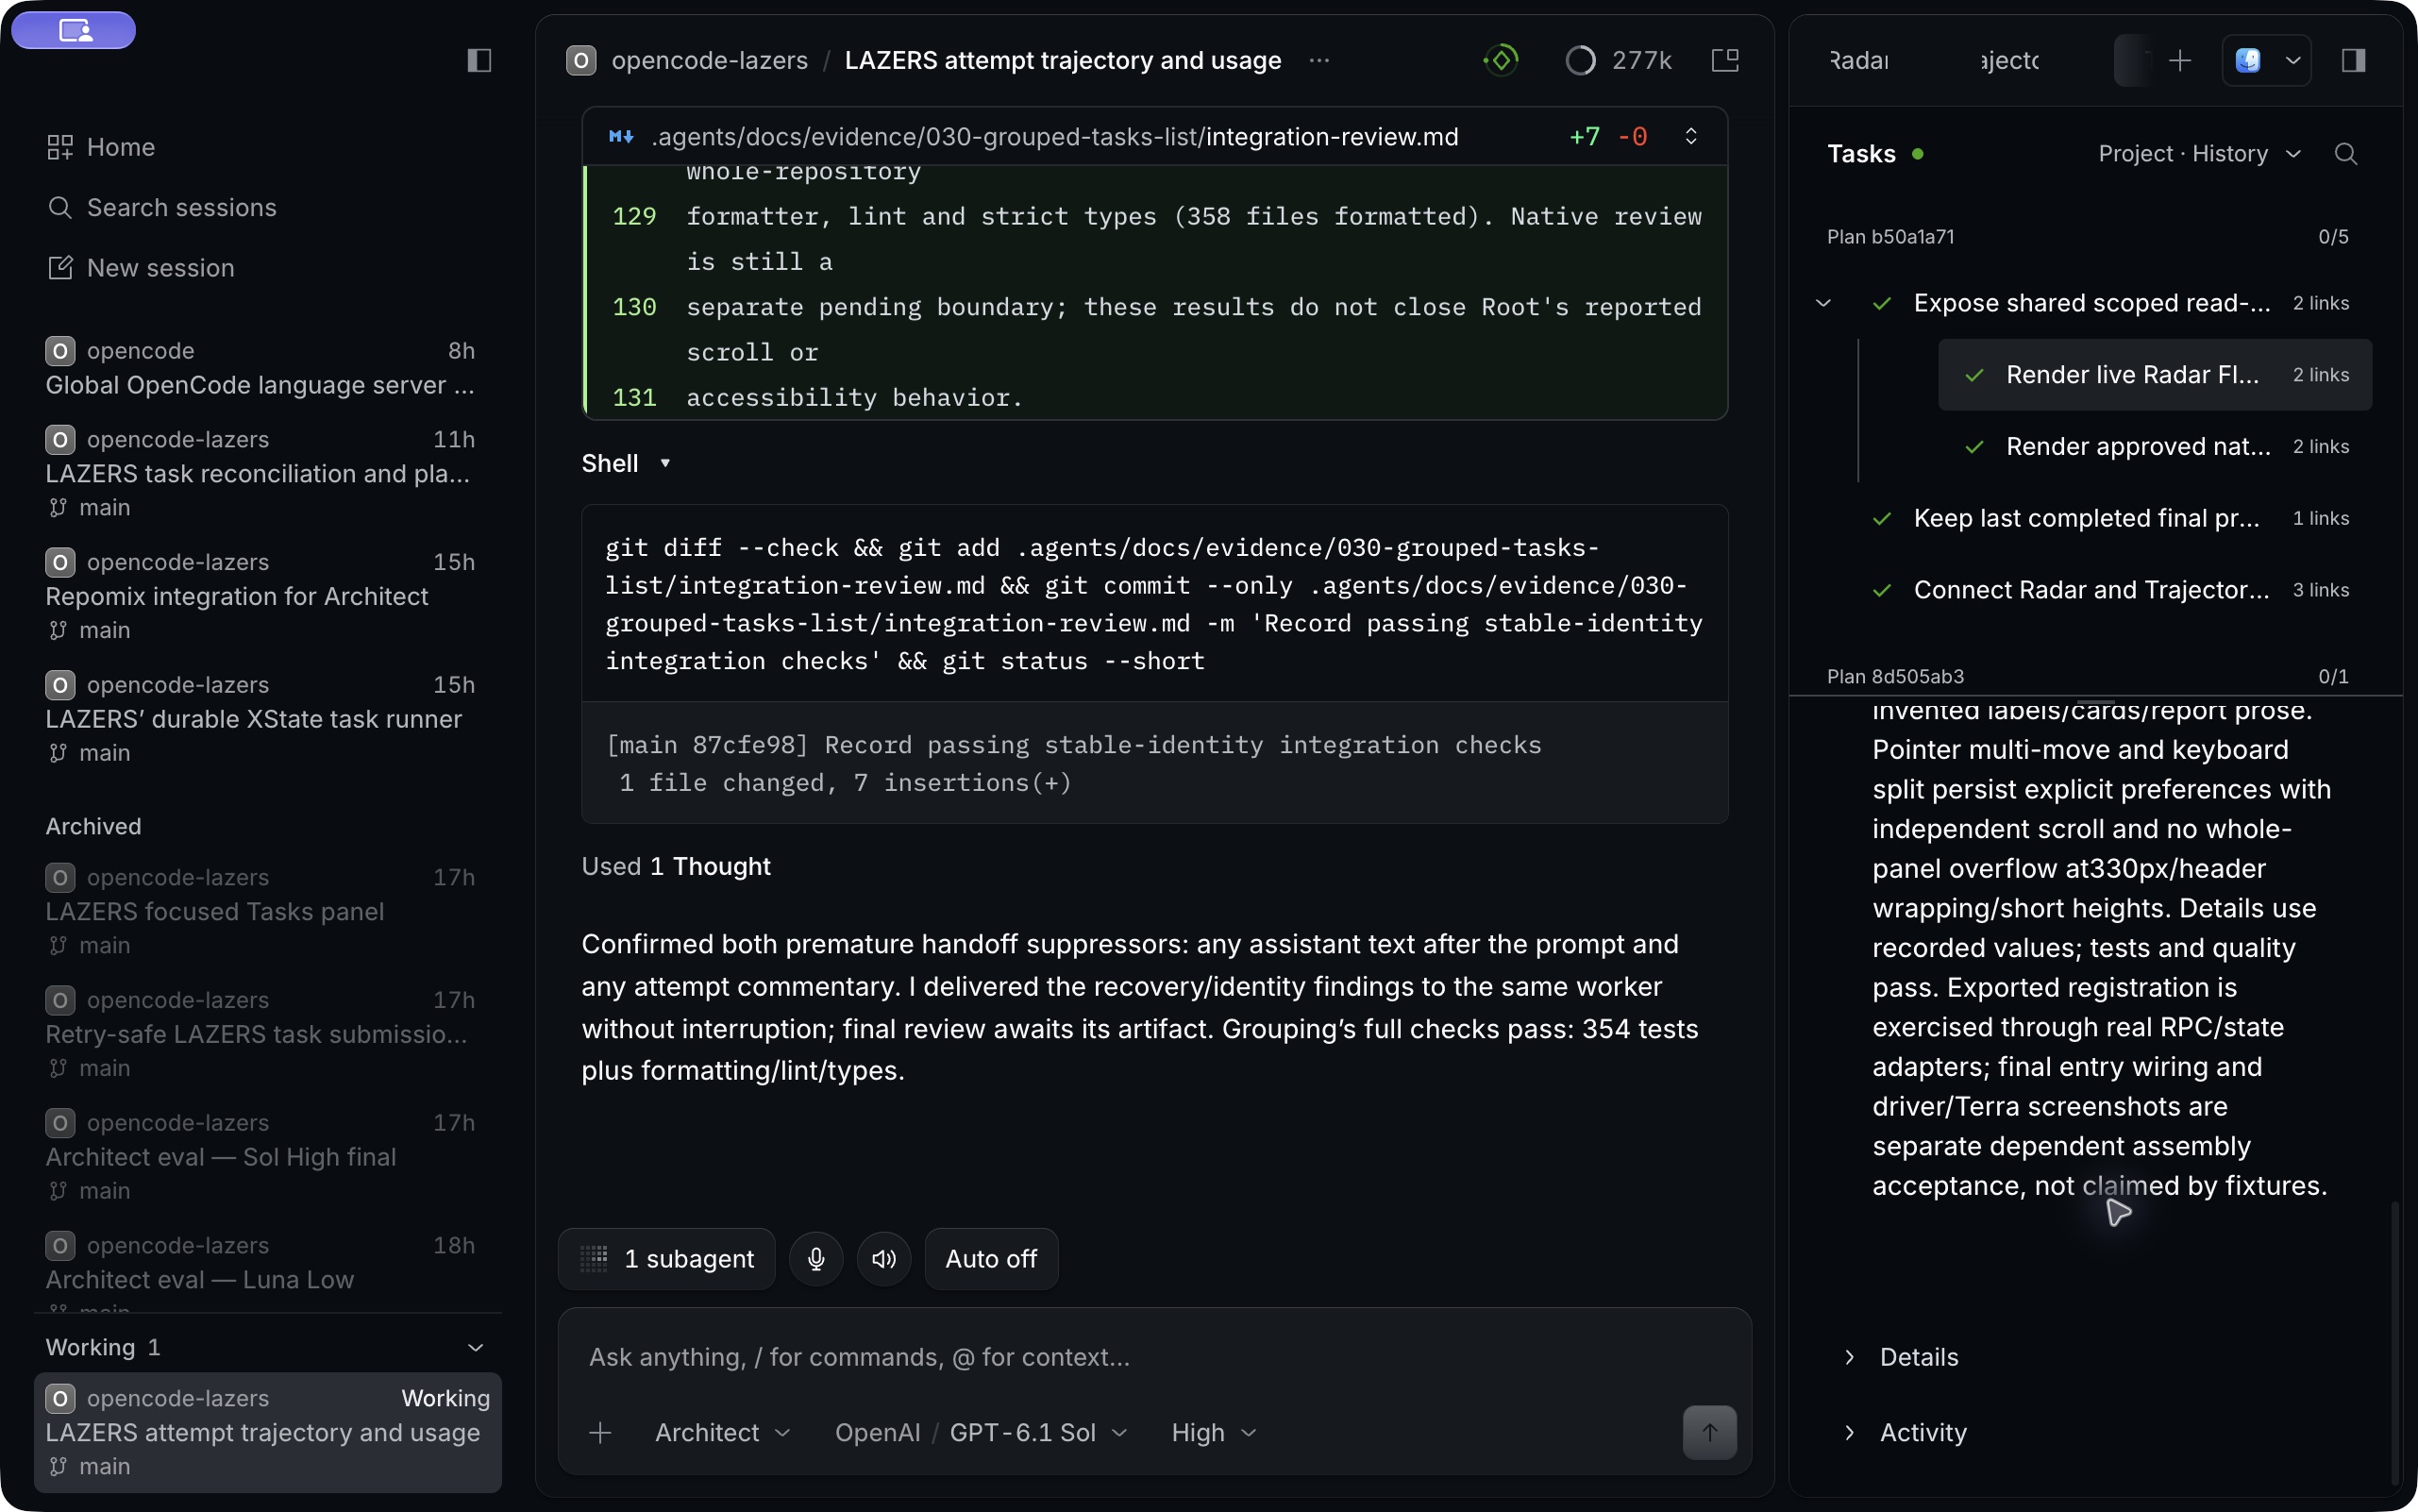 Home
Search sessions
New session
O opencode 8h
Global OpenCode language server ...
O opencode-lazers 11h
LAZERS task reconciliation and pla...
main
O opencode-lazers 15h
Repomix integration for Architect
main
O opencode-lazers 15h
LAZERS’ durable XState task runner
main
Archived
O opencode-lazers 17h
LAZERS focused Tasks panel
main
O opencode-lazers 17h
Retry-safe LAZERS task submissio...
main
O opencode-lazers 17h
Architect eval — Sol High final
main
O opencode-lazers 18h
Architect eval — Luna Low
main
Working 1
O opencode-lazers Working
LAZERS attempt trajectory and usage
main
O opencode-lazers / LAZERS attempt trajectory and usage ··· 277k
.agents/docs/evidence/030-grouped-tasks-list/integration-review.md +7 -0
whole-repository
129 formatter, lint and strict types (358 files formatted). Native review
is still a
130 separate pending boundary; these results do not close Root's reported
scroll or
131 accessibility behavior.
Shell
git diff --check && git add .agents/docs/evidence/030-grouped-tasks-
list/integration-review.md && git commit --only .agents/docs/evidence/030-
grouped-tasks-list/integration-review.md -m 'Record passing stable-identity
integration checks' && git status --short
[main 87cfe98] Record passing stable-identity integration checks
1 file changed, 7 insertions(+)
Used 1 Thought
Confirmed both premature handoff suppressors: any assistant text after the prompt and
any attempt commentary. I delivered the recovery/identity findings to the same worker
without interruption; final review awaits its artifact. Grouping’s full checks pass: 354 tests
plus formatting/lint/types.
1 subagent
Auto off
Ask anything, / for commands, @ for context...
Architect OpenAI / GPT-6.1 Sol High
Radar ajecto
Tasks Project · History
Plan b50a1a71 0/5
Expose shared scoped read-... 2 links
Render live Radar Fl... 2 links
Render approved nat... 2 links
Keep last completed final pr... 1 links
Connect Radar and Trajector... 3 links
Plan 8d505ab3 0/1
invented labels/cards/report prose.
Pointer multi-move and keyboard
split persist explicit preferences with
independent scroll and no whole-
panel overflow at330px/header
wrapping/short heights. Details use
recorded values; tests and quality
pass. Exported registration is
exercised through real RPC/state
adapters; final entry wiring and
driver/Terra screenshots are
separate dependent assembly
acceptance, not claimed by fixtures.
Details
Activity